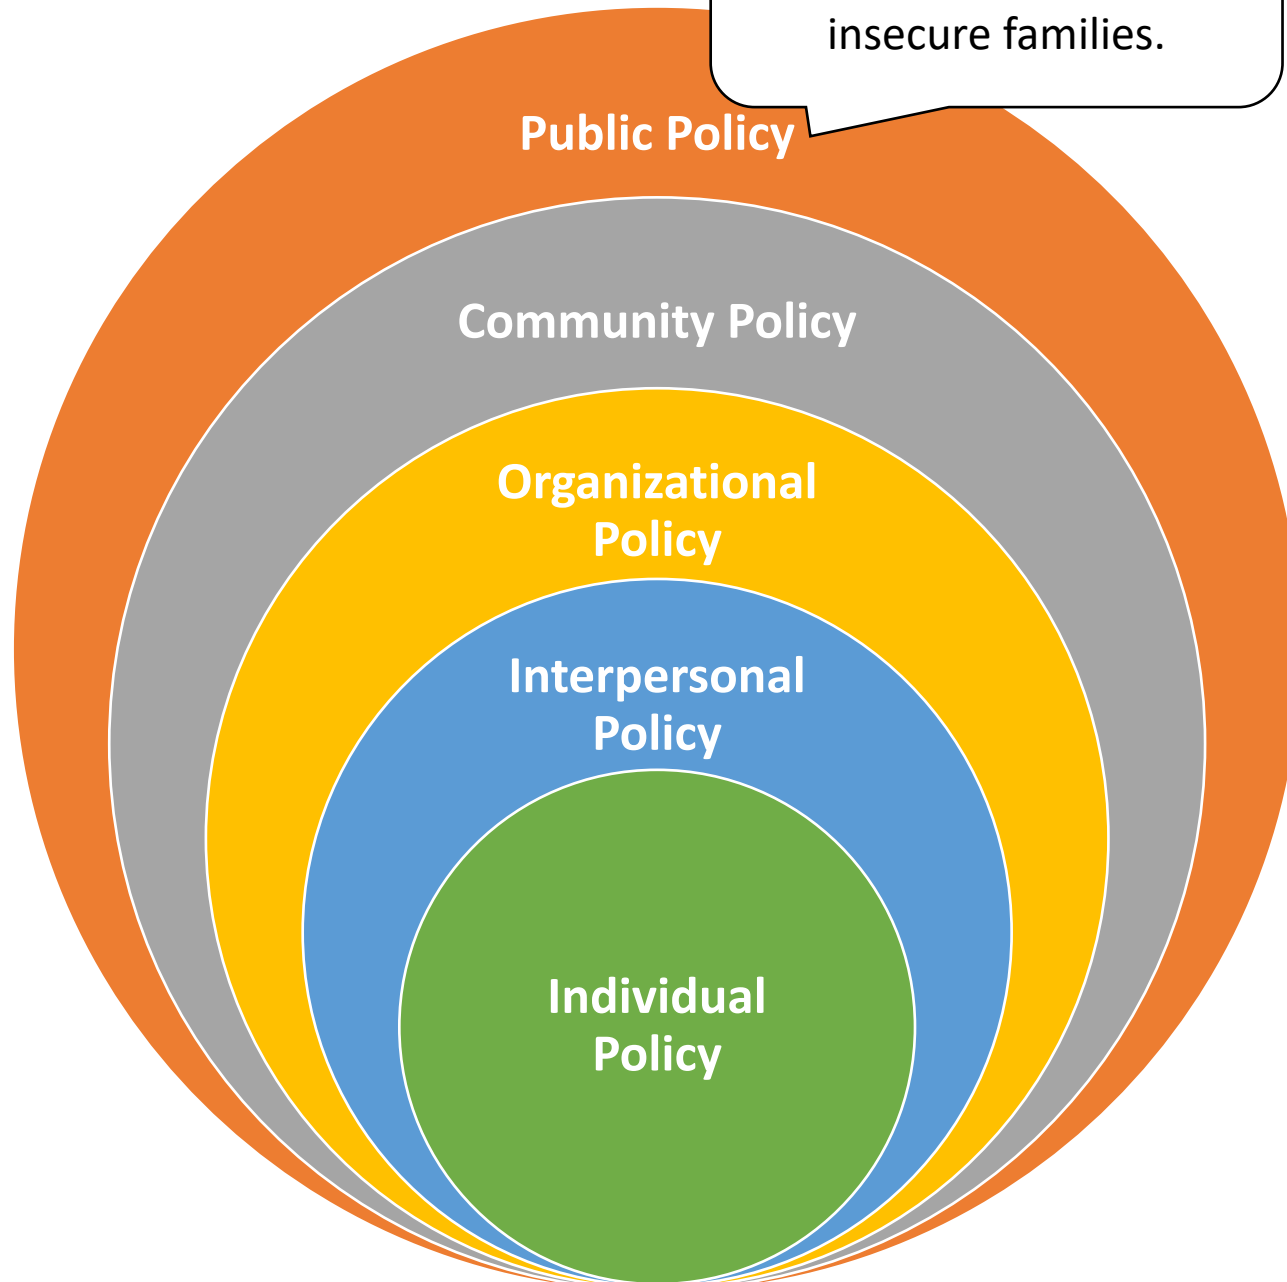 insecure families.
Public Policy
Community Policy
Organizational
Policy
Interpersonal
Policy
Individual
Policy